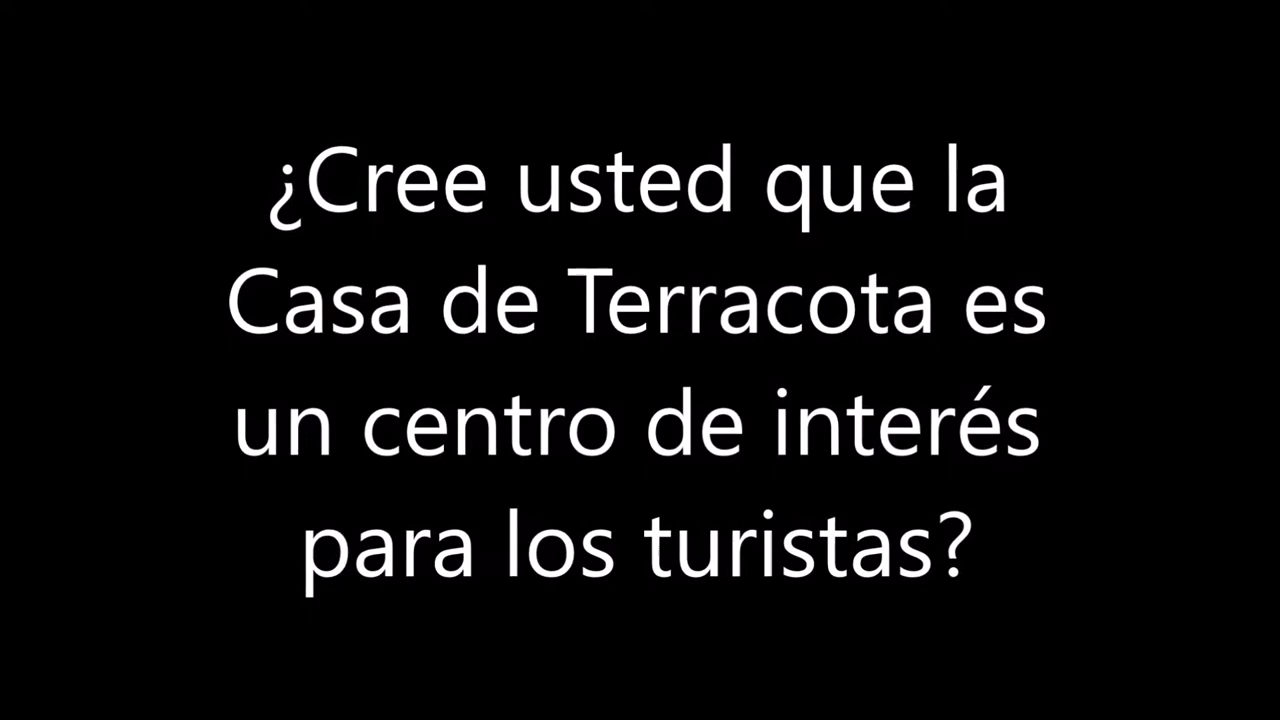 ¿Cree usted que la
Casa de Terracota es
un centro de interés
para los turistas?